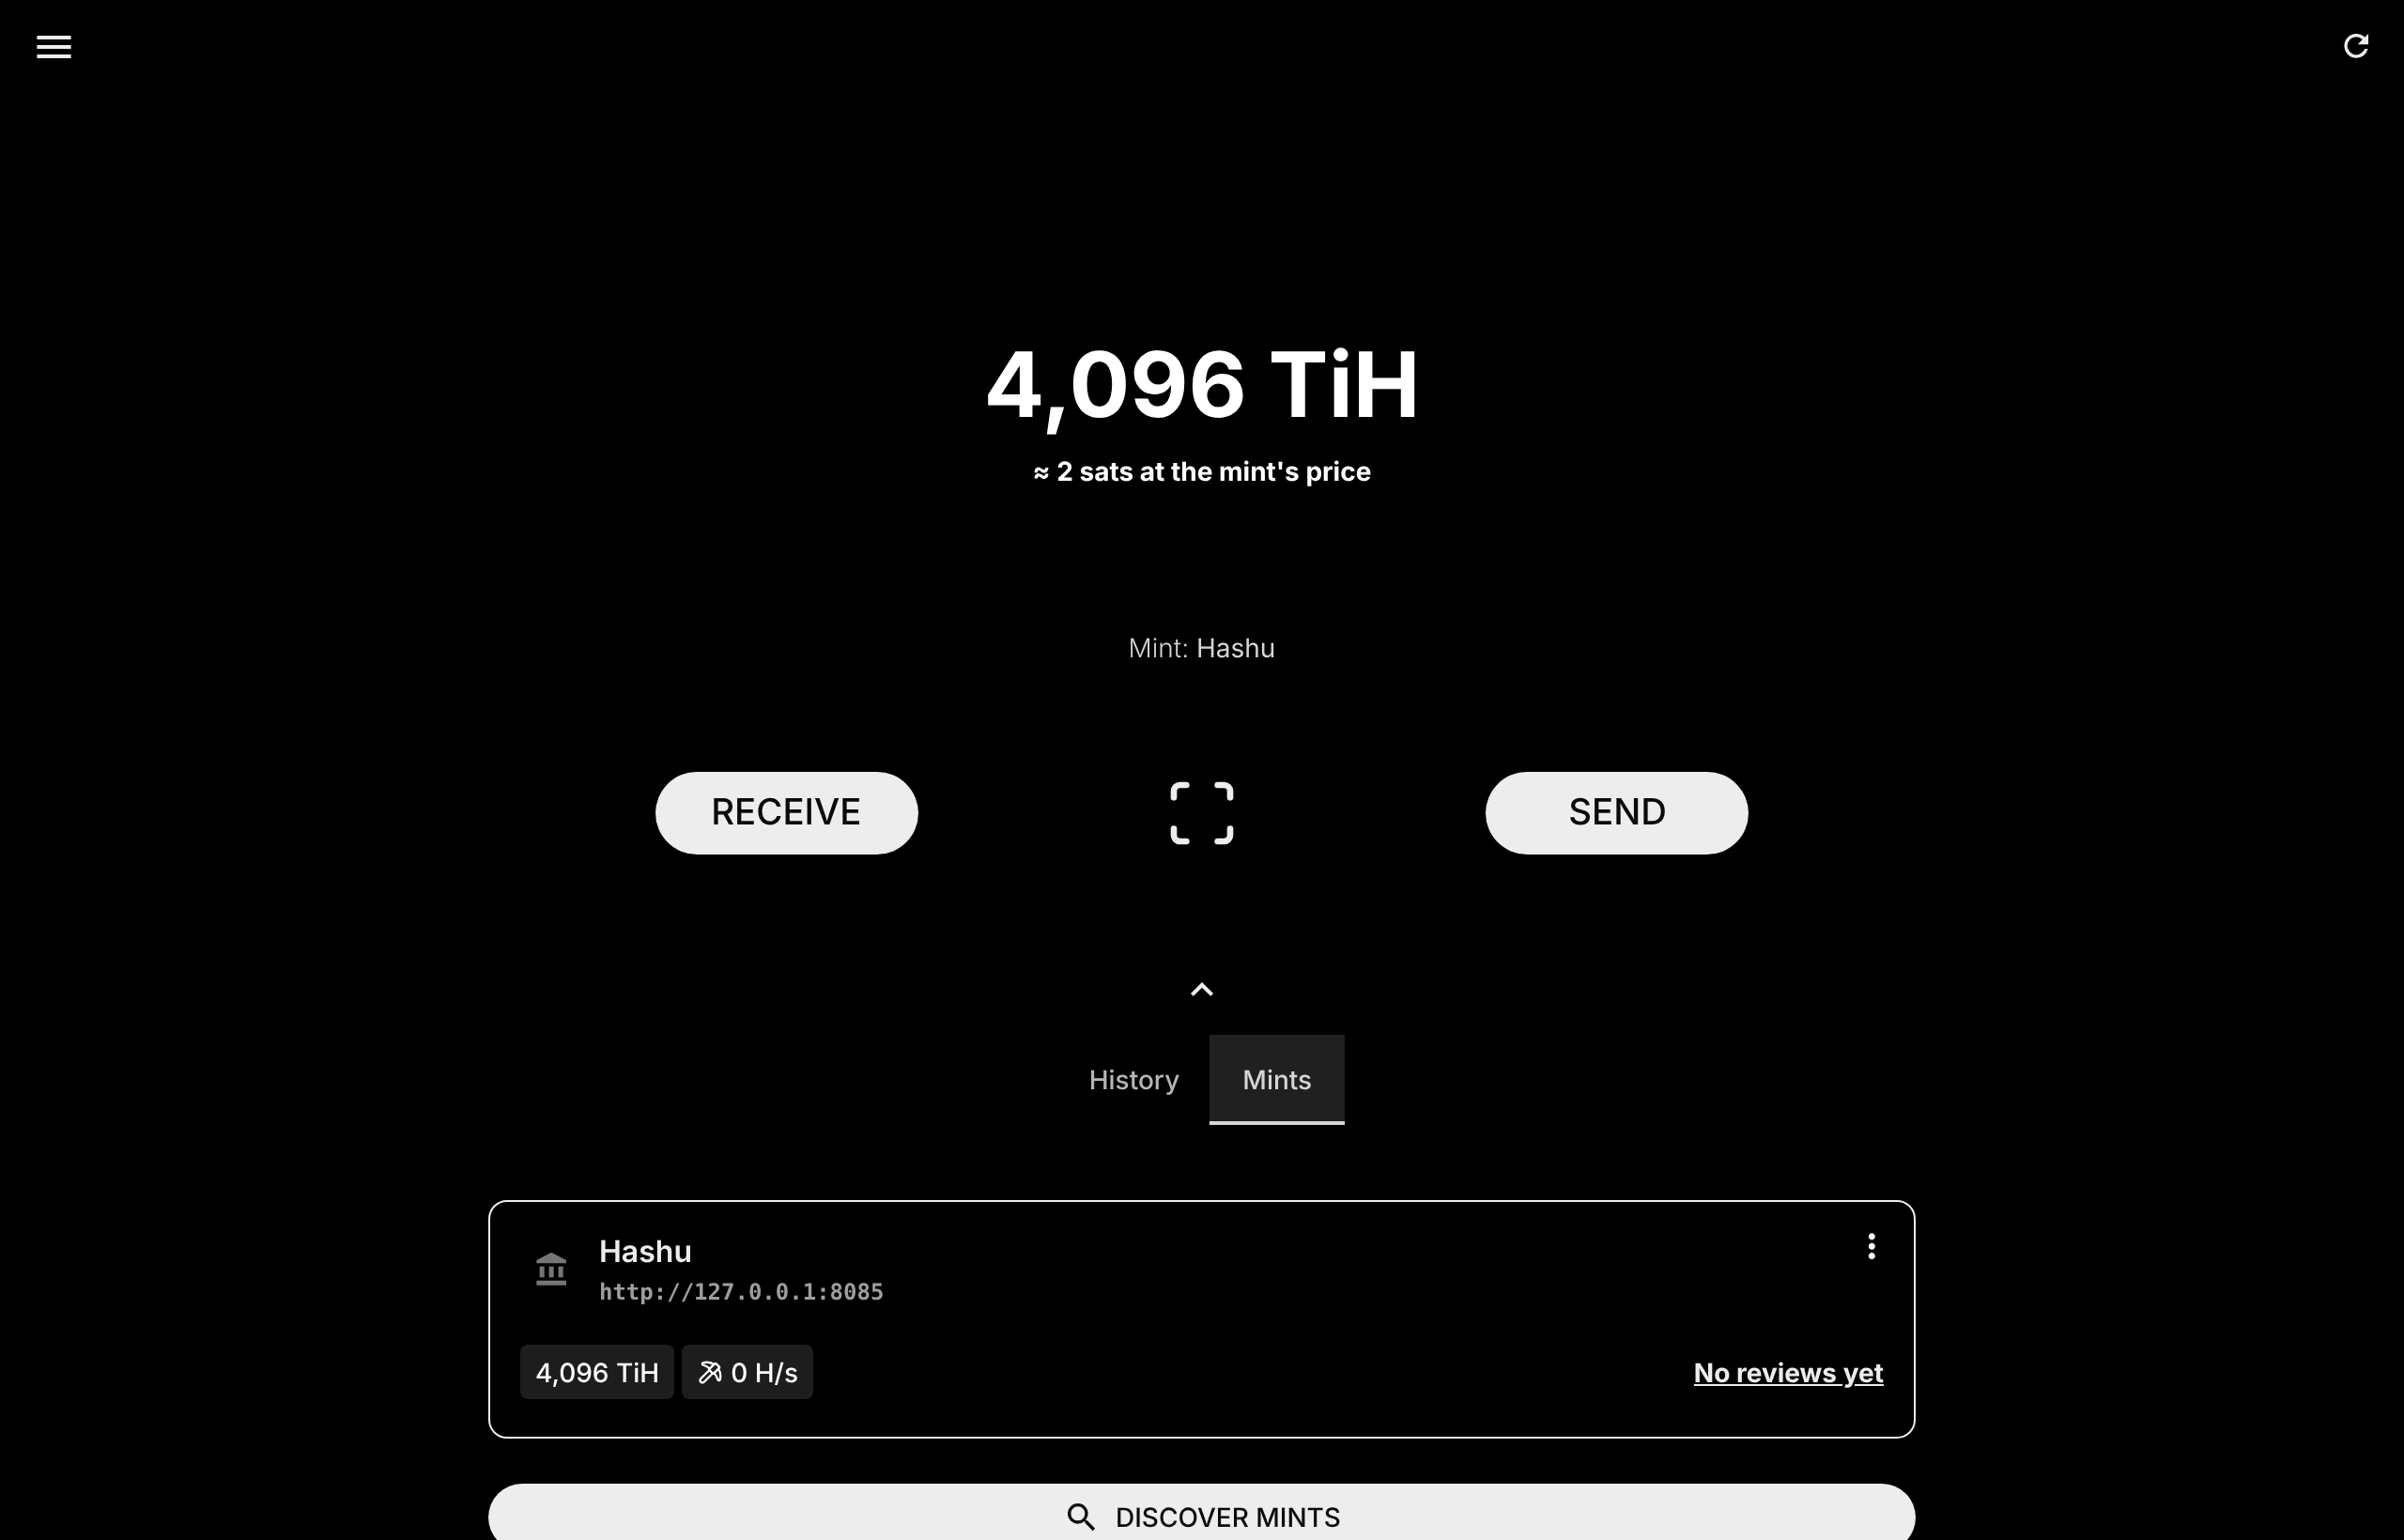 4,096 TiH
≈ 2 sats at the mint's price
Mint: Hashu
RECEIVE
SEND
History
Mints
Hashu
http://127.0.0.1:8085
4,096 TiH
0 H/s
No reviews yet
DISCOVER MINTS